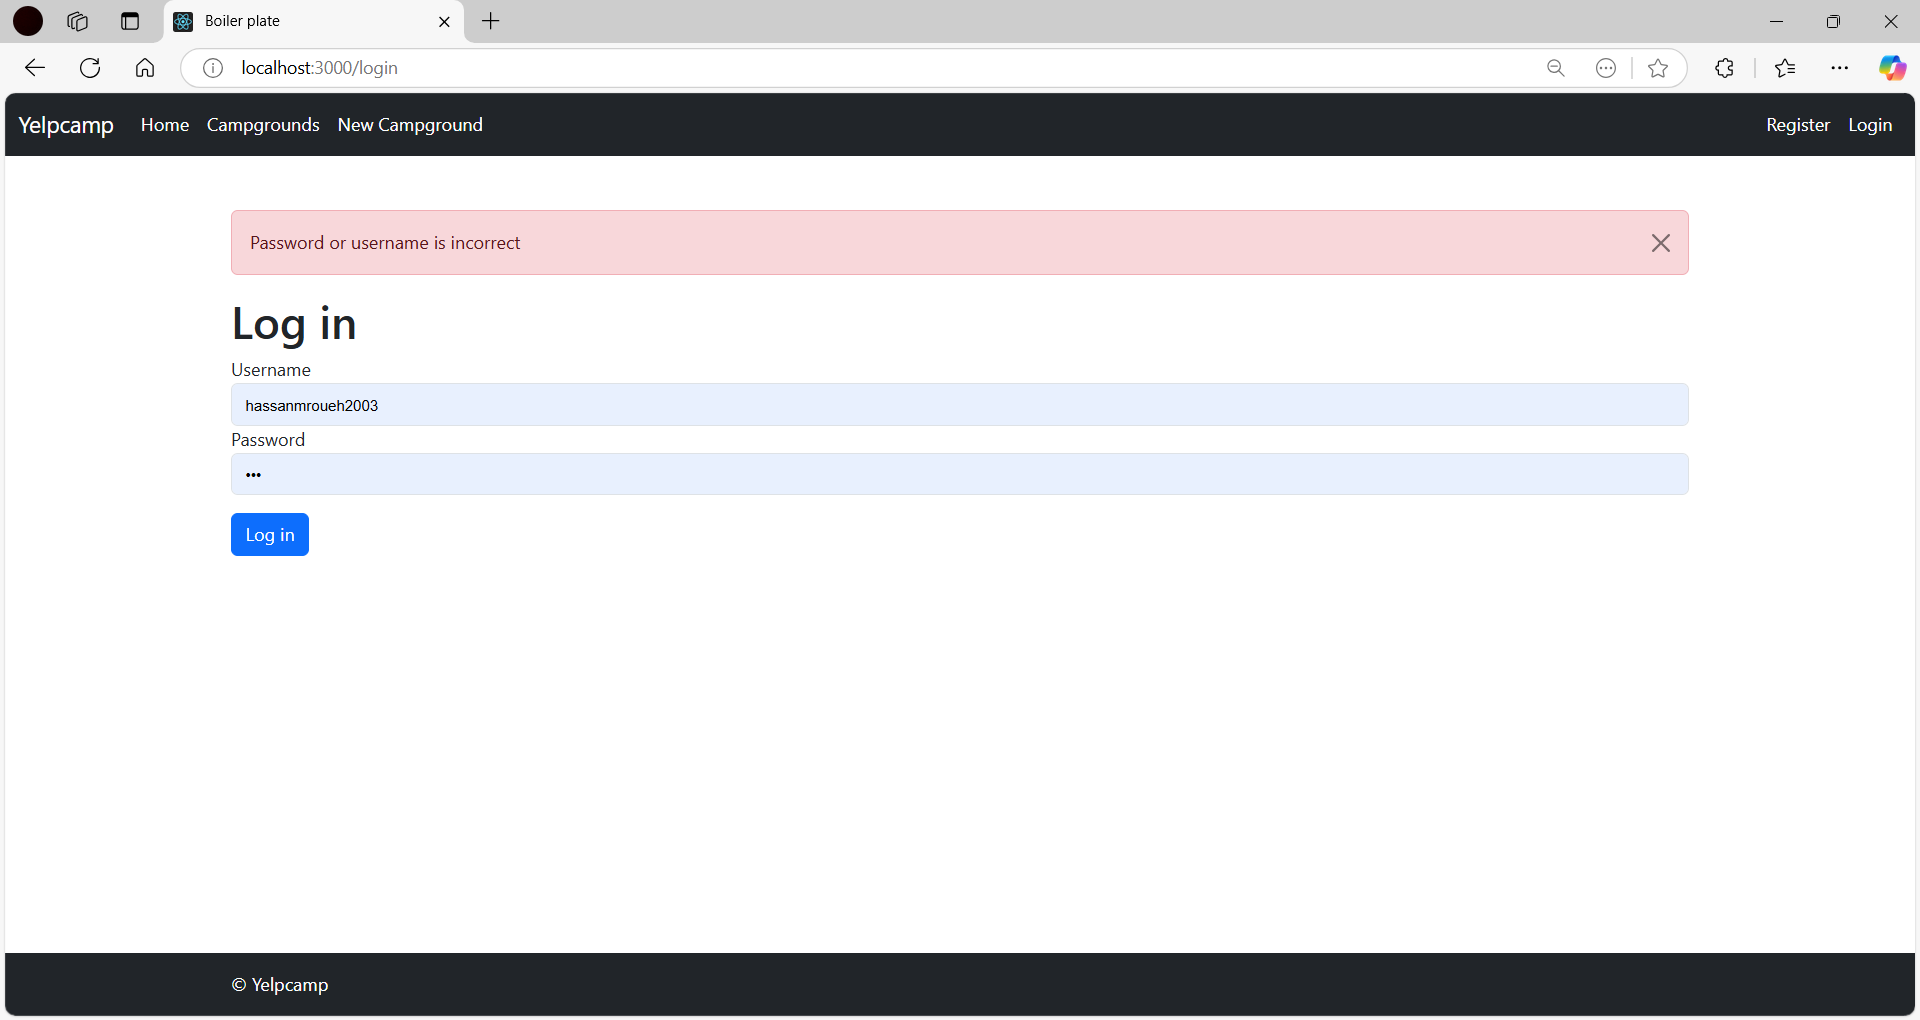 Boiler plate
localhost:3000/login
Yelpcamp Home Campgrounds New Campground Register Login
Password or username is incorrect
Log in
Username
hassanmroueh2003
Password
•••
Log in
© Yelpcamp